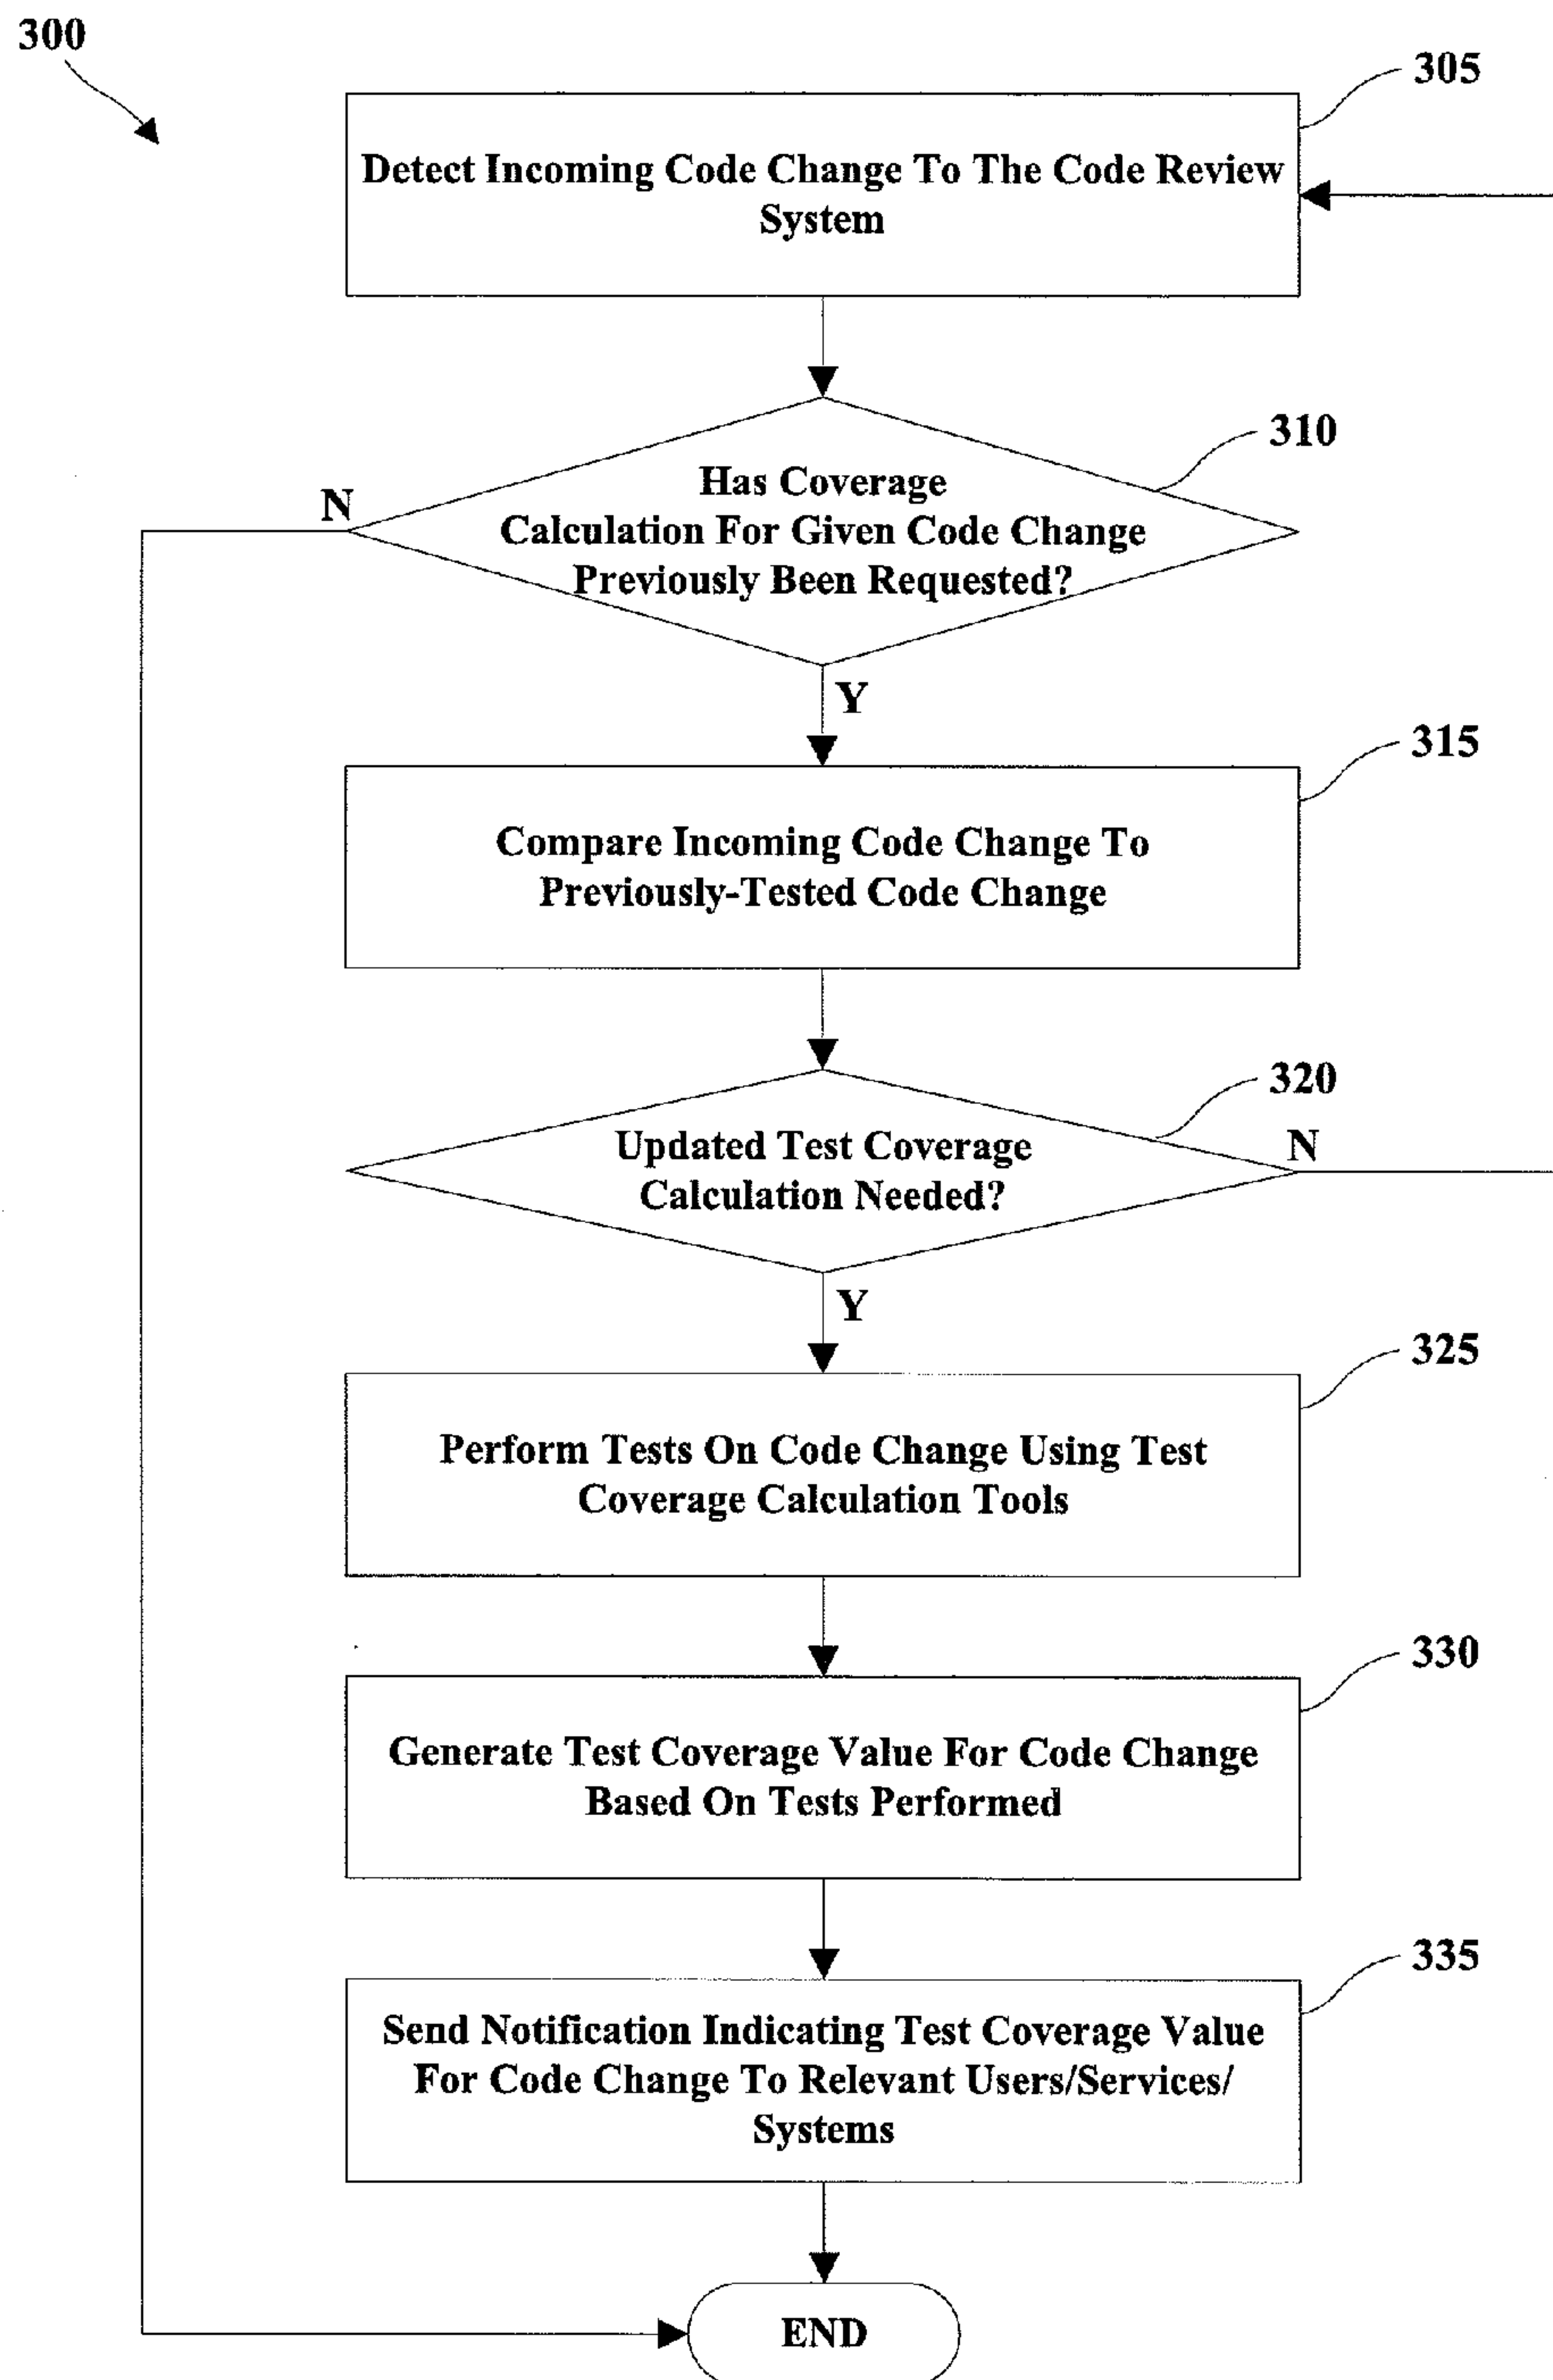 300
305
Detect Incoming Code Change To The Code Review
System
310
Has Coverage
Calculation For Given Code Change
Previously Been Requested?
N
Y
315
Compare Incoming Code Change To
Previously-Tested Code Change
320
Updated Test Coverage
Calculation Needed?
N
Y
325
Perform Tests On Code Change Using Test
Coverage Calculation Tools
330
Generate Test Coverage Value For Code Change
Based On Tests Performed
335
Send Notification Indicating Test Coverage Value
For Code Change To Relevant Users/Services/
Systems
END